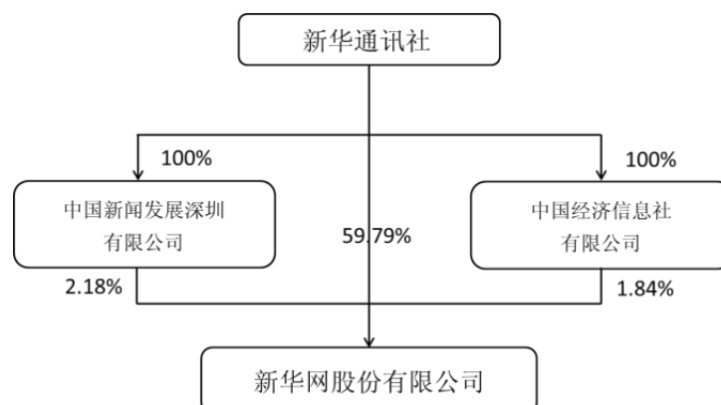 新华通讯社
100%
100%
中国新闻发展深圳
有限公司
59.79%
中国经济信息社
有限公司
2.18%
1.84%
新华网股份有限公司